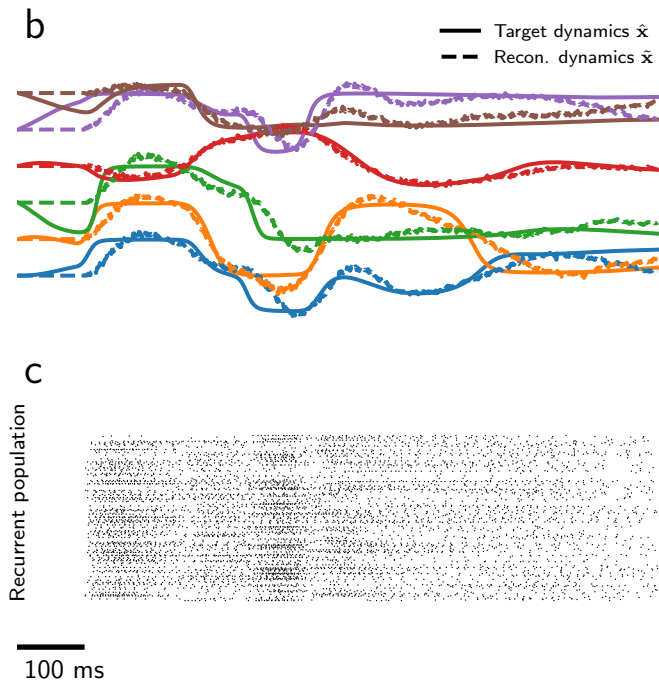 b
Target dynamics x̂
Recon. dynamics x̃
c
Recurrent population
100 ms